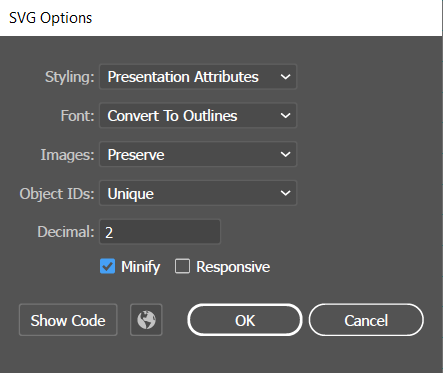 SVG Options
Styling: Presentation Attributes
Font: Convert To Outlines
Images: Preserve
Object IDs: Unique
Decimal: 2
Minify Responsive
Show Code OK Cancel